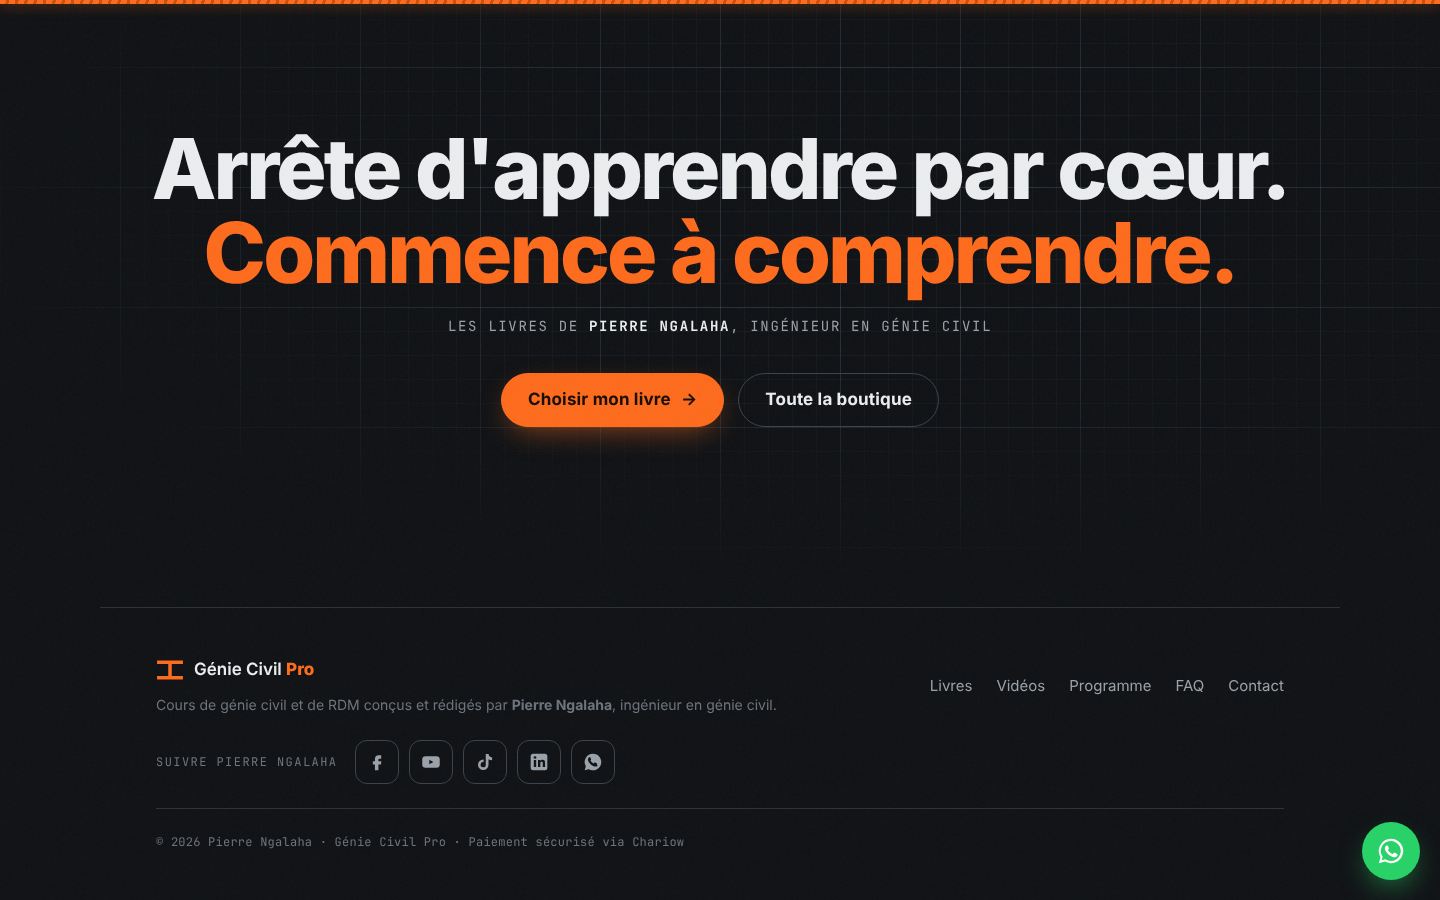 Arrête d'apprendre par cœur.
Commence à comprendre.
LES LIVRES DE PIERRE NGALAHA, INGÉNIEUR EN GÉNIE CIVIL
Choisir mon livre →
Toute la boutique
Génie Civil Pro
Cours de génie civil et de RDM conçus et rédigés par Pierre Ngalaha, ingénieur en génie civil.
Livres
Vidéos
Programme
FAQ
Contact
SUIVRE PIERRE NGALAHA
© 2026 Pierre Ngalaha · Génie Civil Pro · Paiement sécurisé via Chariow